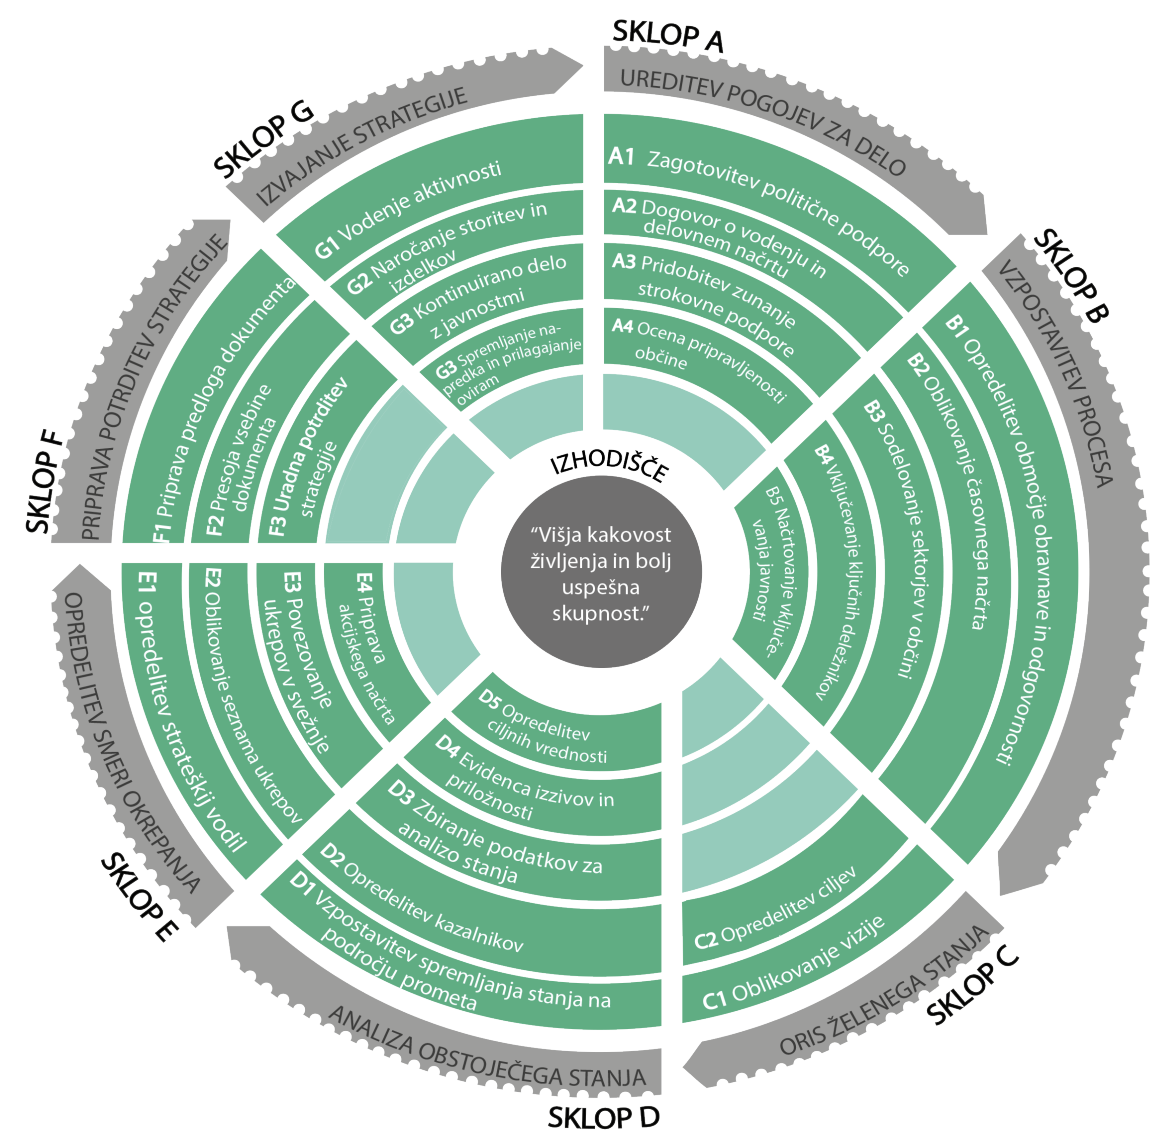 SKLOP A
UREDITEV POGOJEV ZA DELO
A1 Zagotovitev politične podpore
A2 Dogovor o vodenju in
delovnem načrtu
A3 Pridobitev zunanje
strokovne podpore
A4 Ocena pripravljenosti
občine
SKLOP B
VZPOSTAVITEV PROCESA
B1 Opredelitev območje obravnave in odgovornosti
B2 Oblikovanje časovnega načrta
B3 Sodelovanje sektorjev v občini
B4 Vključevanje ključnih deležnikov
B5 Načrtovanje vključe-
vanja javnosti
SKLOP C
ORIS ŽELENEGA STANJA
C1 Oblikovanje vizije
C2 Opredelitev ciljev
SKLOP D
ANALIZA OBSTOJEČEGA STANJA
D1 Vzpostavitev spremljanja stanja na
področju prometa
D2 Opredelitev kazalnikov
D3 Zbiranje podatkov za
analizo stanja
D4 Evidenca izzivov in
priložnosti
D5 Opredelitev
ciljnih vrednosti
SKLOP E
OPREDELITEV SMERI OKREPANJA
E1 opredelitev strateškij vodil
E2 Oblikovanje seznama ukrepov
E3 Povezovanje
ukrepov v svežnje
E4 Priprava
akcijskega načrta
SKLOP F
PRIPRAVA POTRDITEV STRATEGIJE
F1 Priprava predloga dokumenta
F2 Presoja vsebine
dokumenta
F3 Uradna potrditev
strategije
SKLOP G
IZVAJANJE STRATEGIJE
G1 Vodenje aktivnosti
G2 Naročanje storitev in
izdelkov
G3 Kontinuirano delo
z javnostmi
G3 Spremljanje na-
predka in prilagajanje
oviram
IZHODIŠČE
“Višja kakovost
življenja in bolj
uspešna
skupnost.”